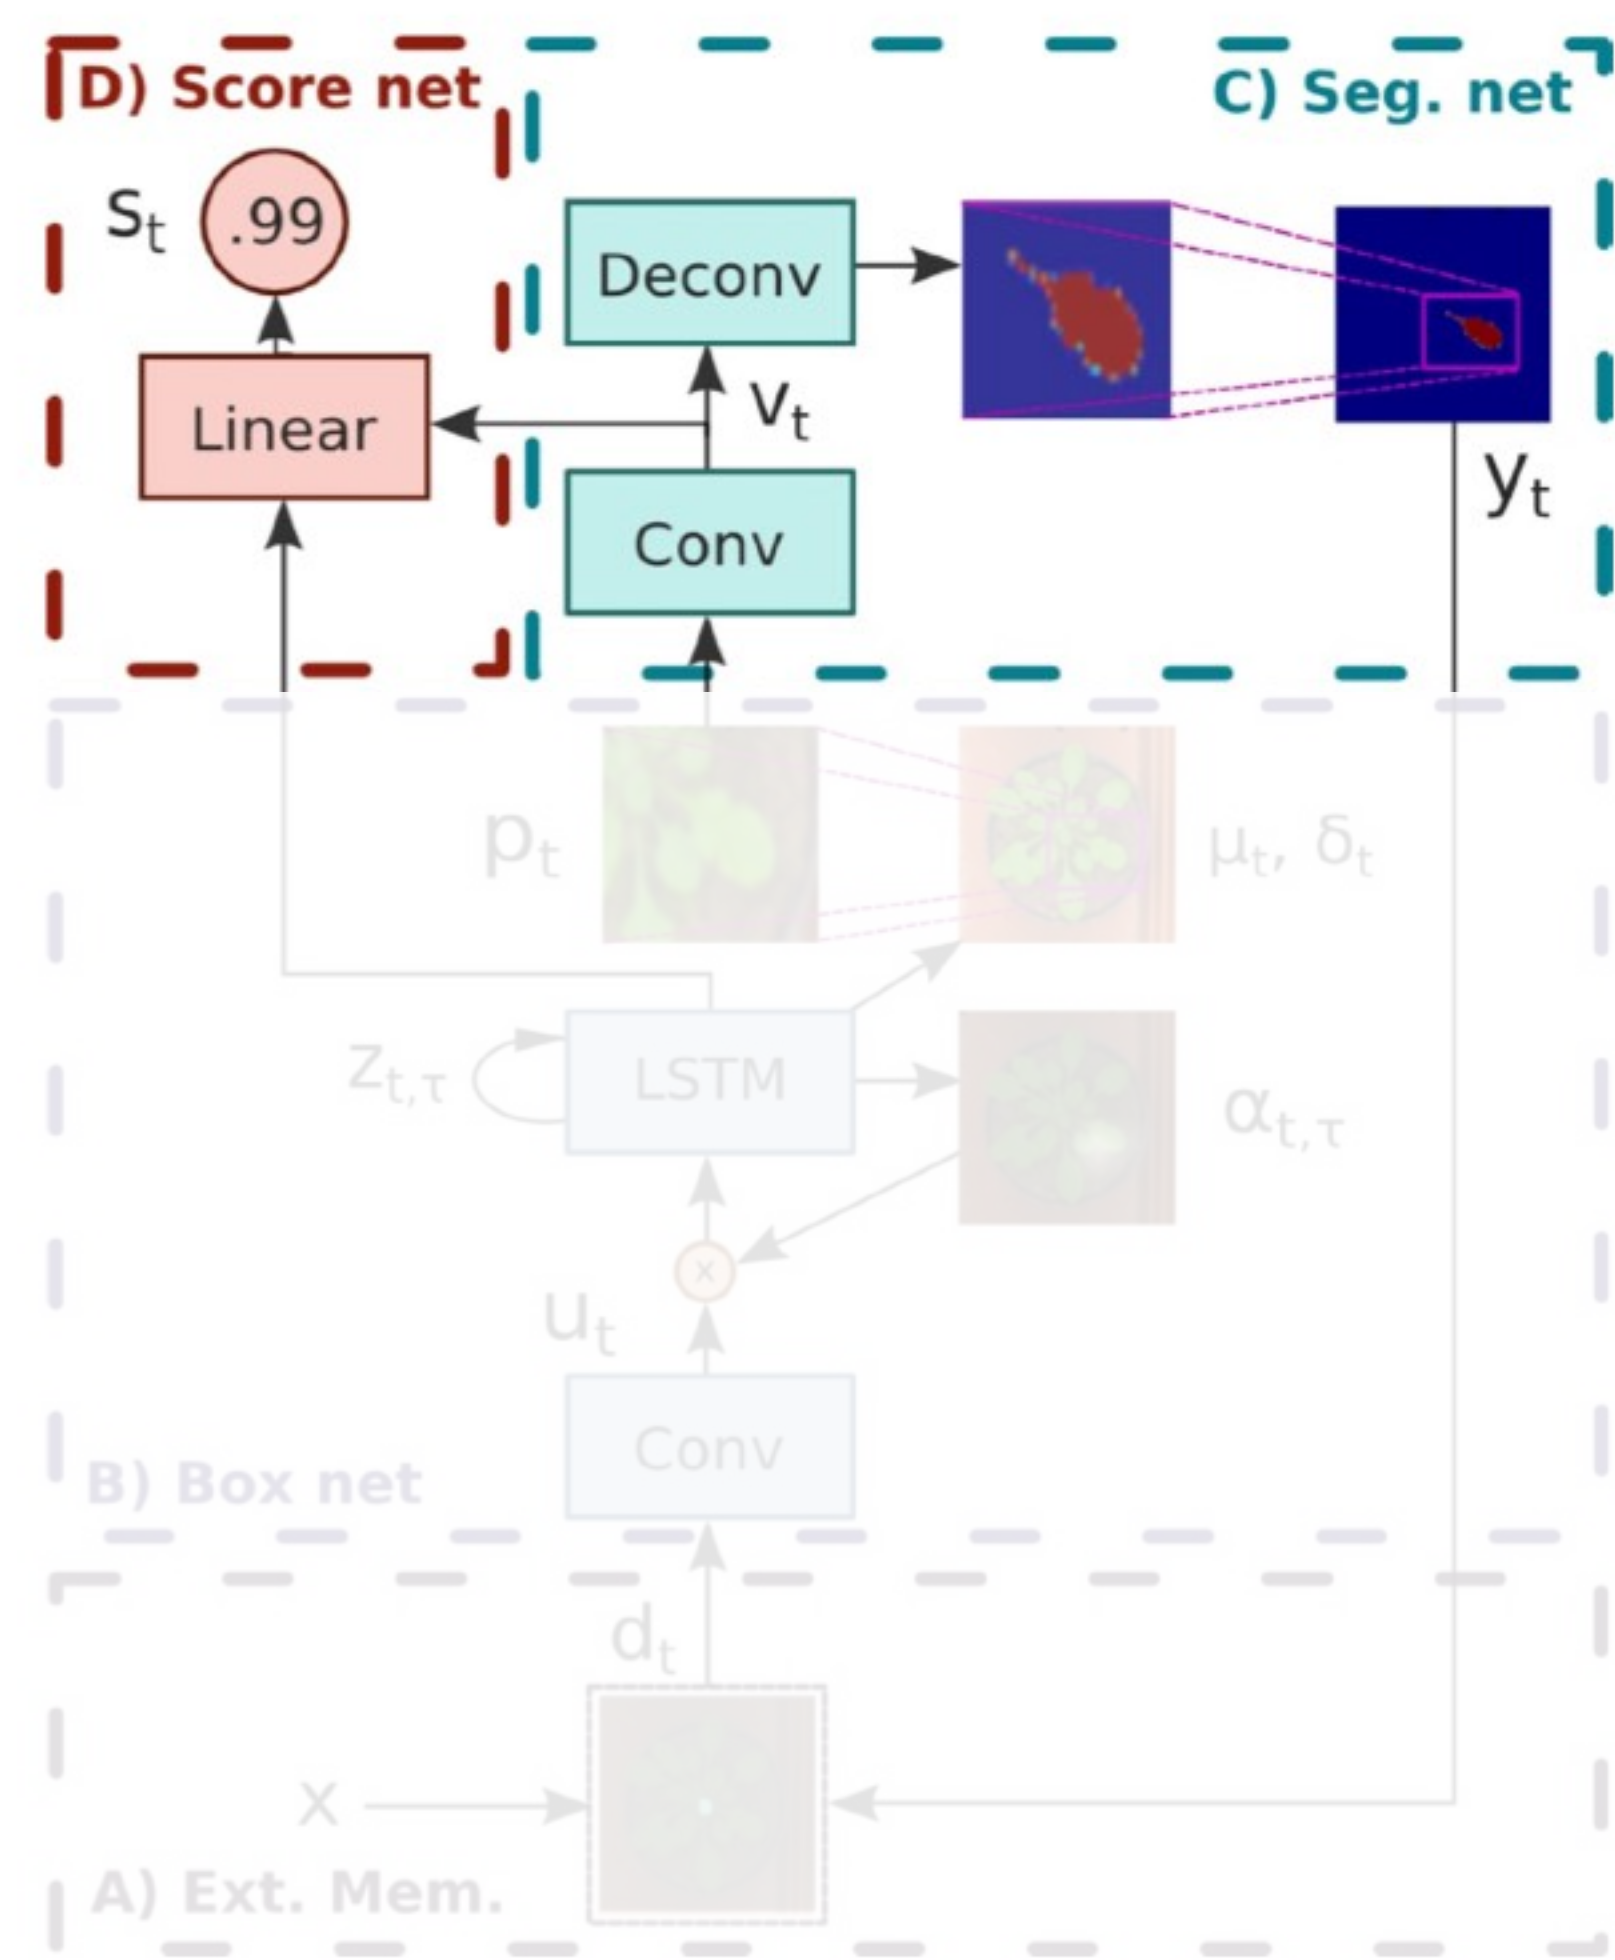 D) Score net
C) Seg. net
sₜ
.99
Deconv
Linear
vₜ
Conv
yₜ
pₜ
μₜ, δₜ
zₜ,τ
LSTM
αₜ,τ
x
uₜ
Conv
B) Box net
dₜ
x
A) Ext. Mem.